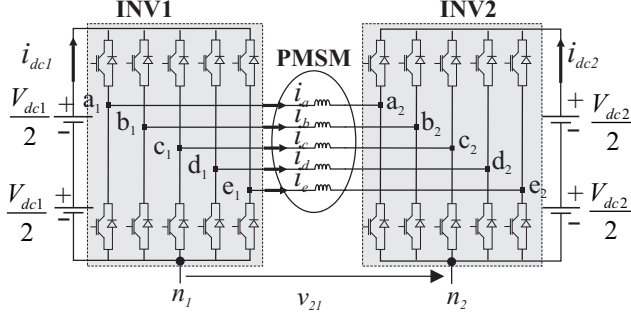 INV1
INV2
PMSM
i_dc1
i_dc2
V_dc1
2
V_dc1
2
V_dc2
2
V_dc2
2
a_1
b_1
c_1
d_1
e_1
i_a
i_b
i_c
i_d
i_e
a_2
b_2
c_2
d_2
e_2
+
−
+
−
+
−
+
−
n_1
v_21
n_2